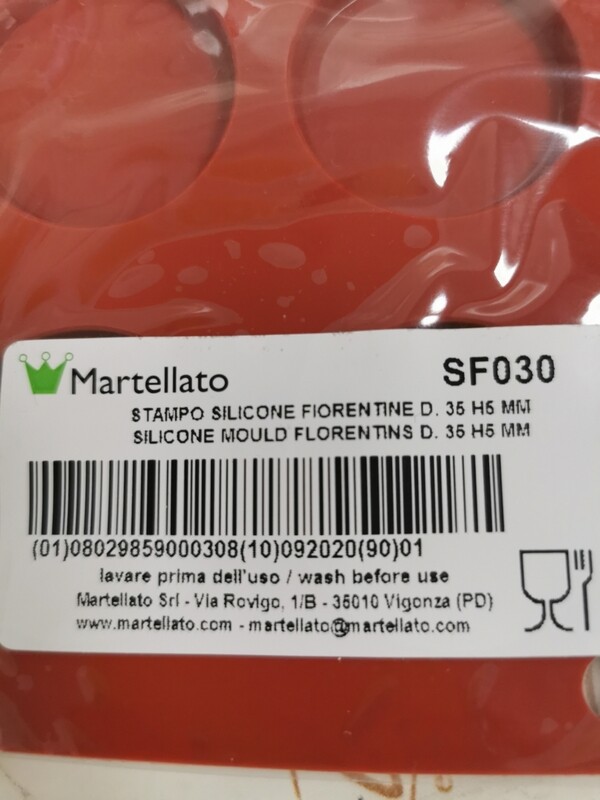 Martellato
SF030
STAMPO SILICONE FIORENTINE D. 35 H5 MM
SILICONE MOULD FLORENTINS D. 35 H5 MM
(01)08029859000308(10)092020(90)01
lavare prima dell'uso / wash before use
Martellato Srl - Via Rovigo, 1/B - 35010 Vigonza (PD)
www.martellato.com - martellato@martellato.com